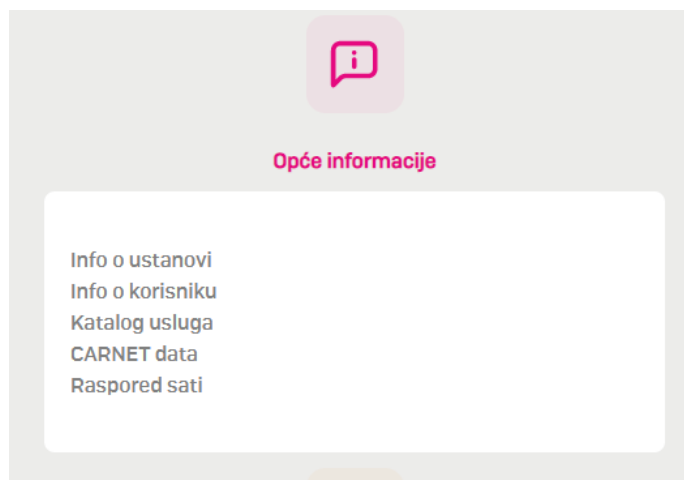 Opće informacije
Info o ustanovi
Info o korisniku
Katalog usluga
CARNET data
Raspored sati